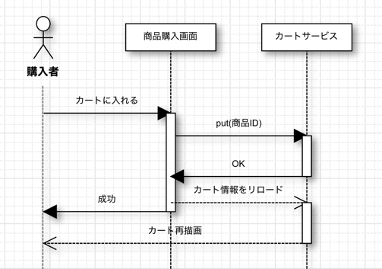 商品購入画面
カートサービス
購入者
カートに入れる
put(商品ID)
OK
カート情報をリロード
成功
カート再描画